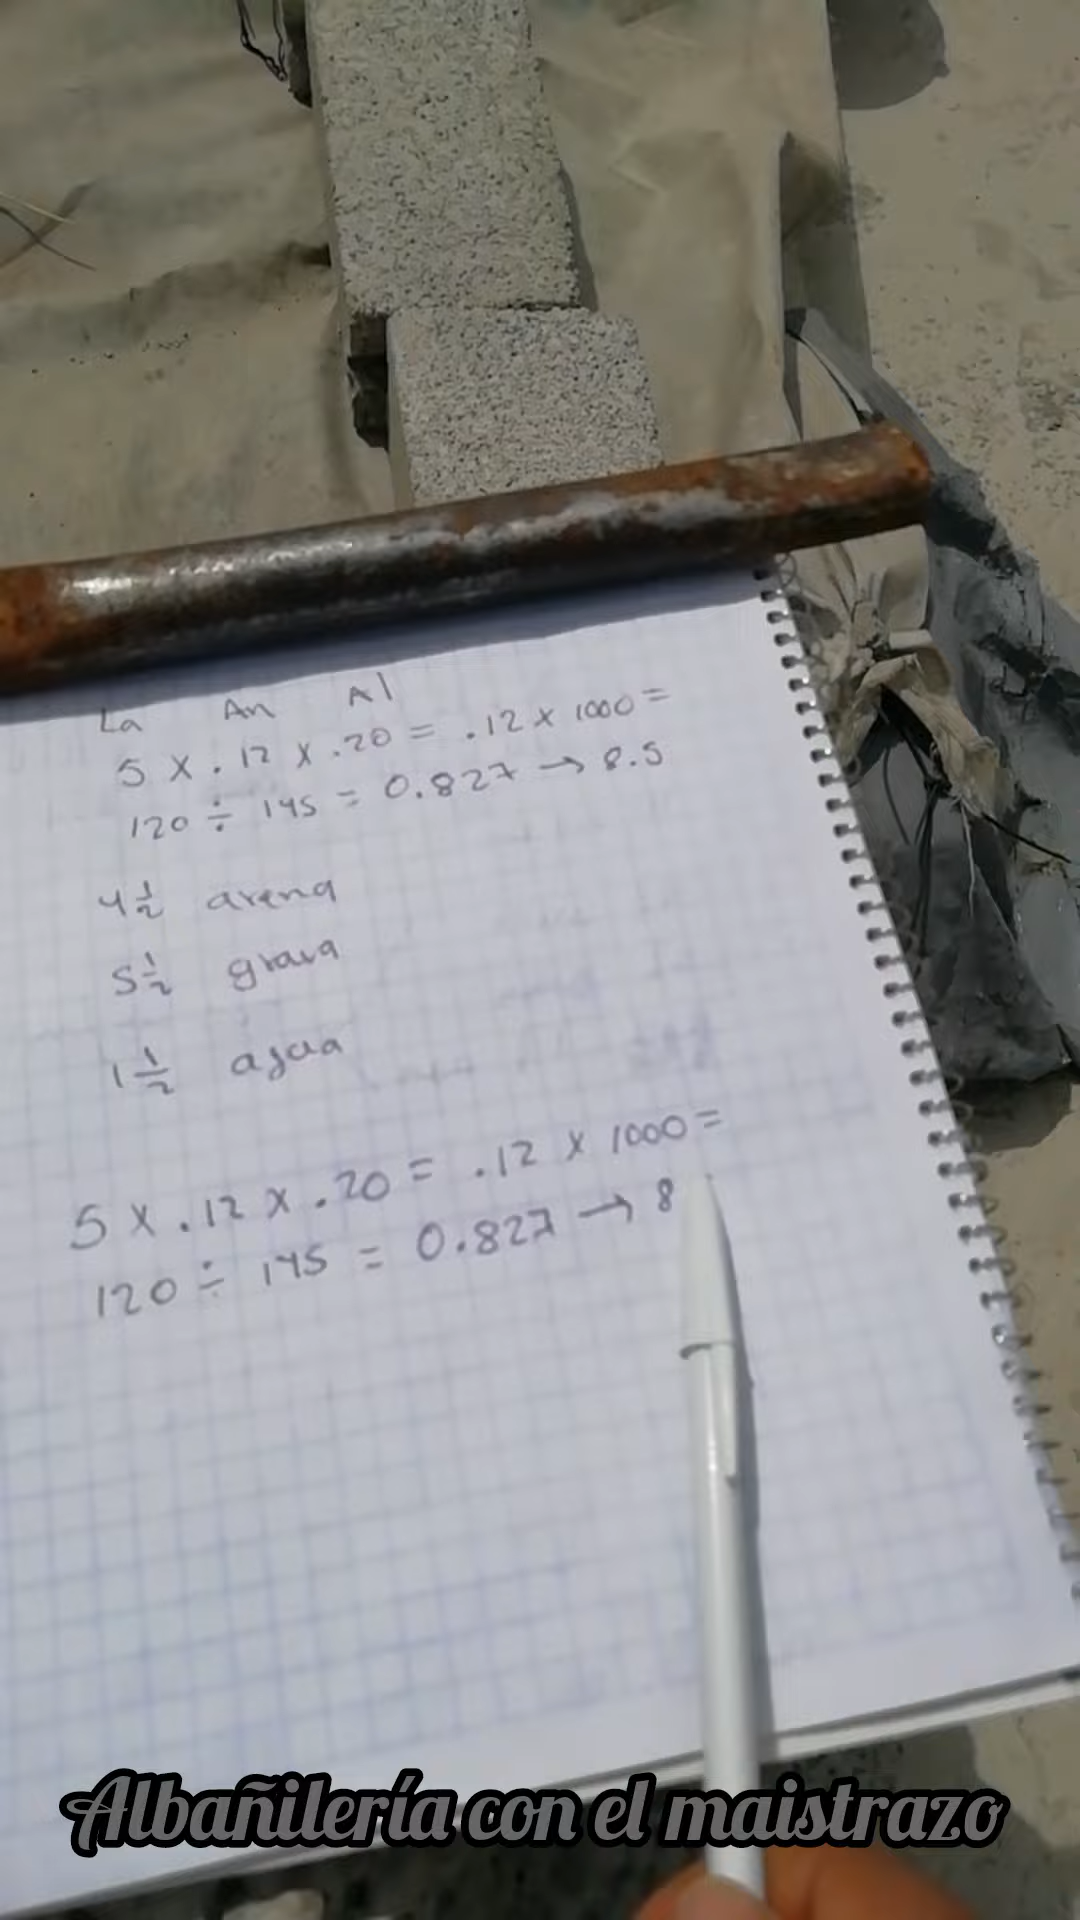 La An Al
5 x .12 x .20 = .12 x 1000 =
120 ÷ 145 = 0.827 → 8.5
4 1/2 arena
5 1/2 grava
1 1/2 agua
5 x .12 x .20 = .12 x 1000 =
120 ÷ 145 = 0.827 → 8
Albañilería con el maistrazo